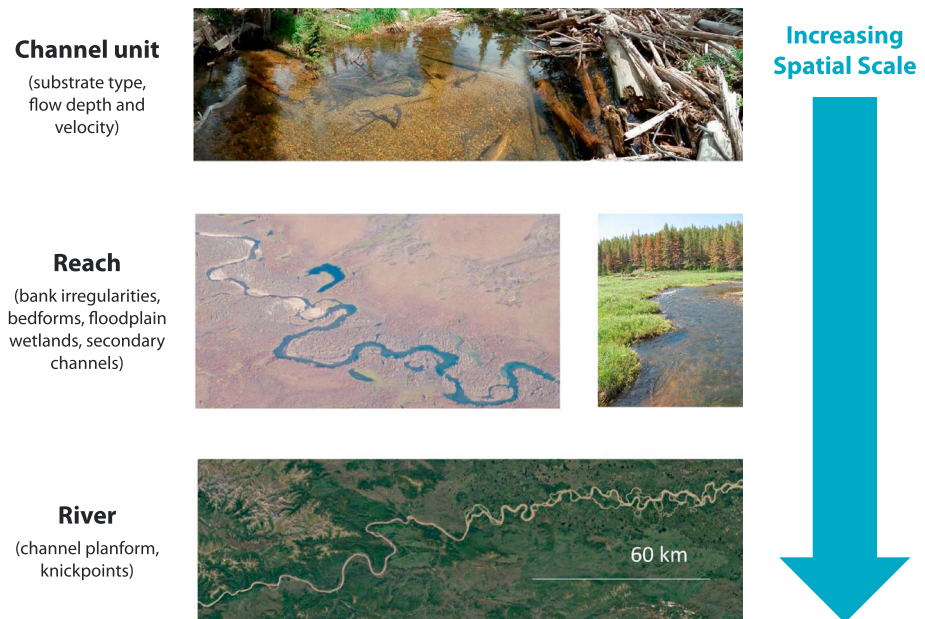 Channel unit
(substrate type,
flow depth and
velocity)
Increasing
Spatial Scale
Reach
(bank irregularities,
bedforms, floodplain
wetlands, secondary
channels)
River
(channel planform,
knickpoints)
60 km